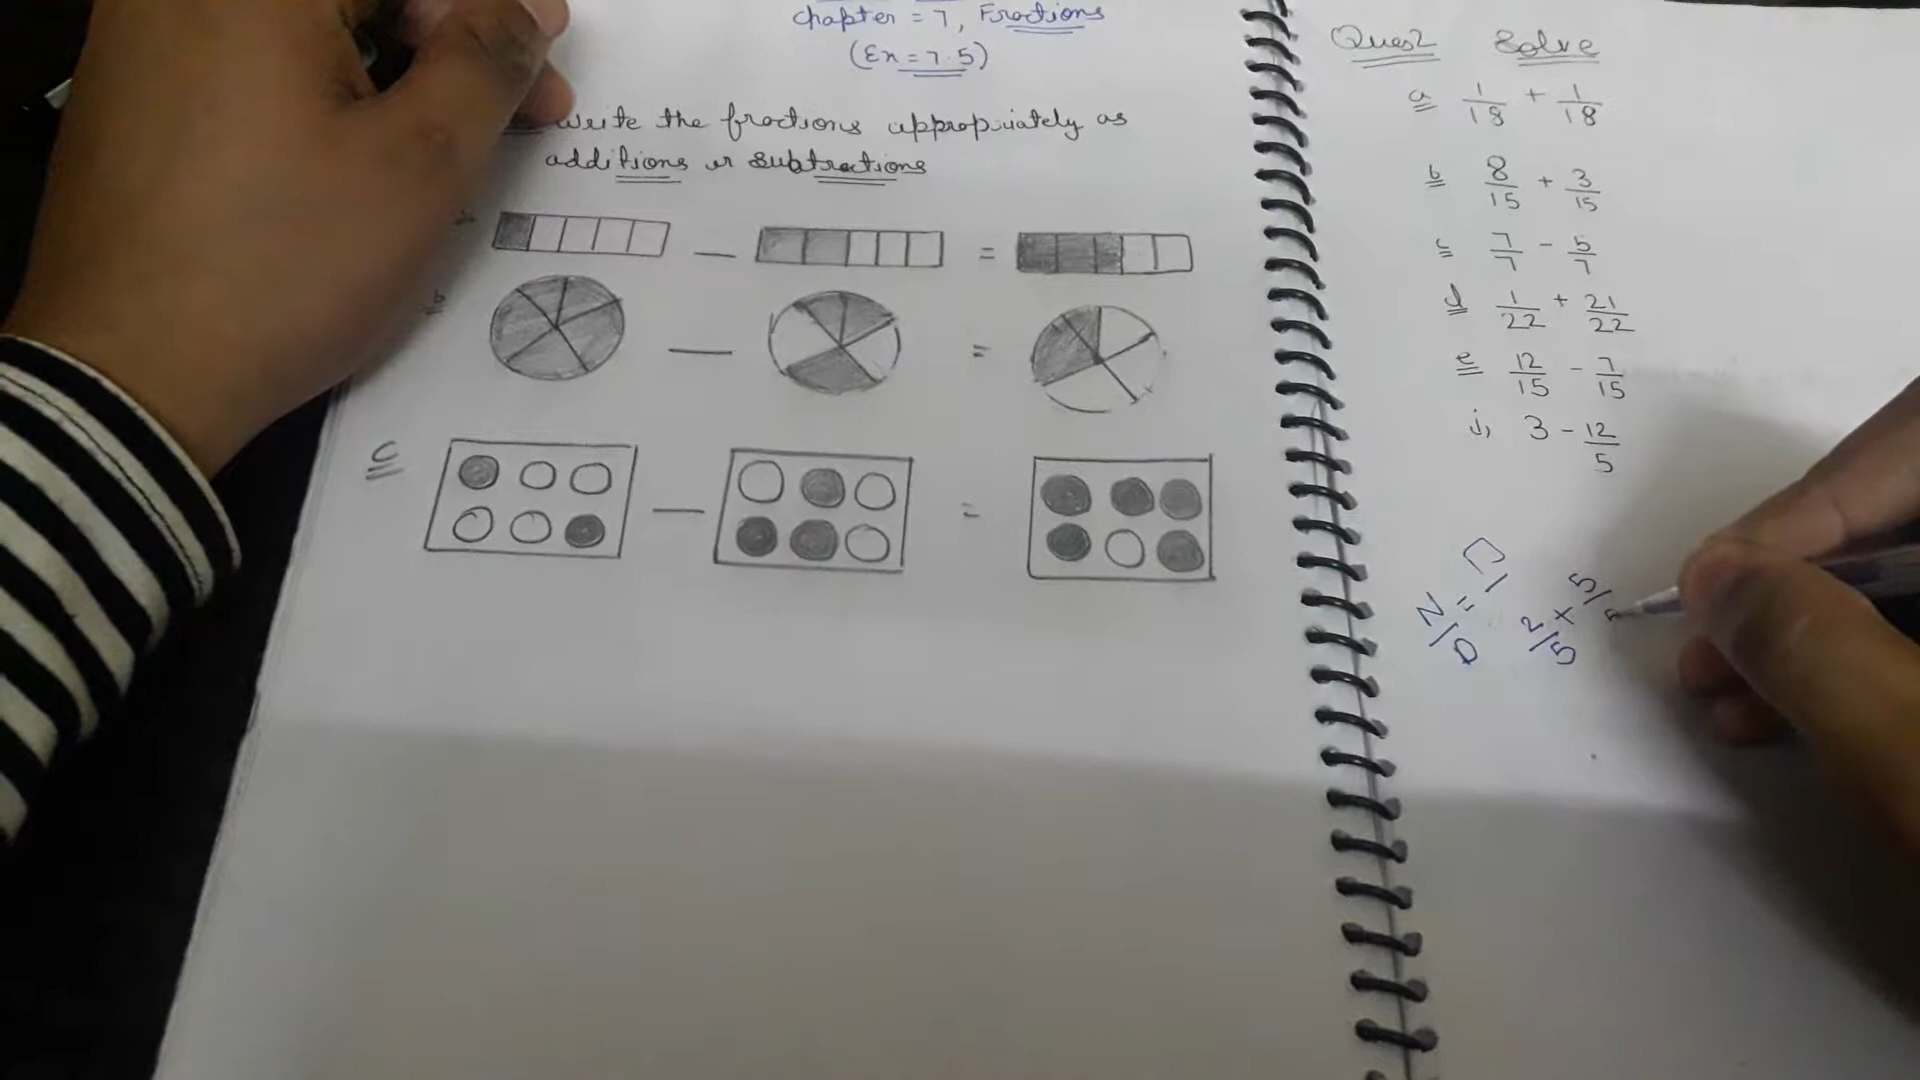 Chapter = 7, Fractions
(Ex = 7.5)
Write the fractions appropriately as
additions or subtractions
b
—
=
c
—
=
Ques2 Solve
a 1/18 + 1/18
b 8/15 + 3/15
c 7/7 - 5/7
d 1/22 + 21/22
e 12/15 - 7/15
i, 3 - 12/5
N/D =
2/5 × 5/